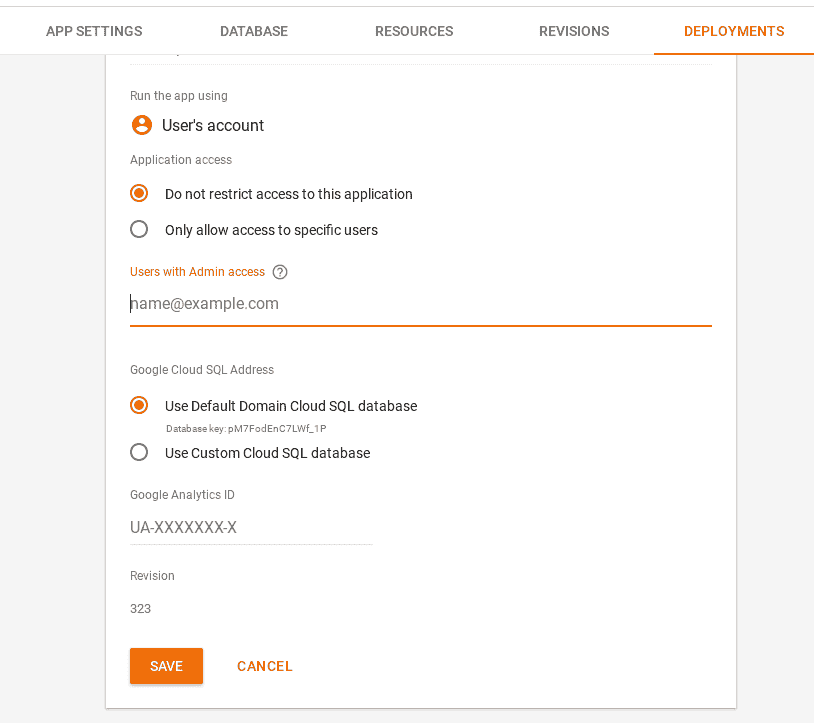 APP SETTINGS DATABASE RESOURCES REVISIONS DEPLOYMENTS
Run the app using
User's account
Application access
Do not restrict access to this application
Only allow access to specific users
Users with Admin access ?
name@example.com
Google Cloud SQL Address
Use Default Domain Cloud SQL database
Database key: pM7FodEnC7LWf_1P
Use Custom Cloud SQL database
Google Analytics ID
UA-XXXXXXX-X
Revision
323
SAVE CANCEL